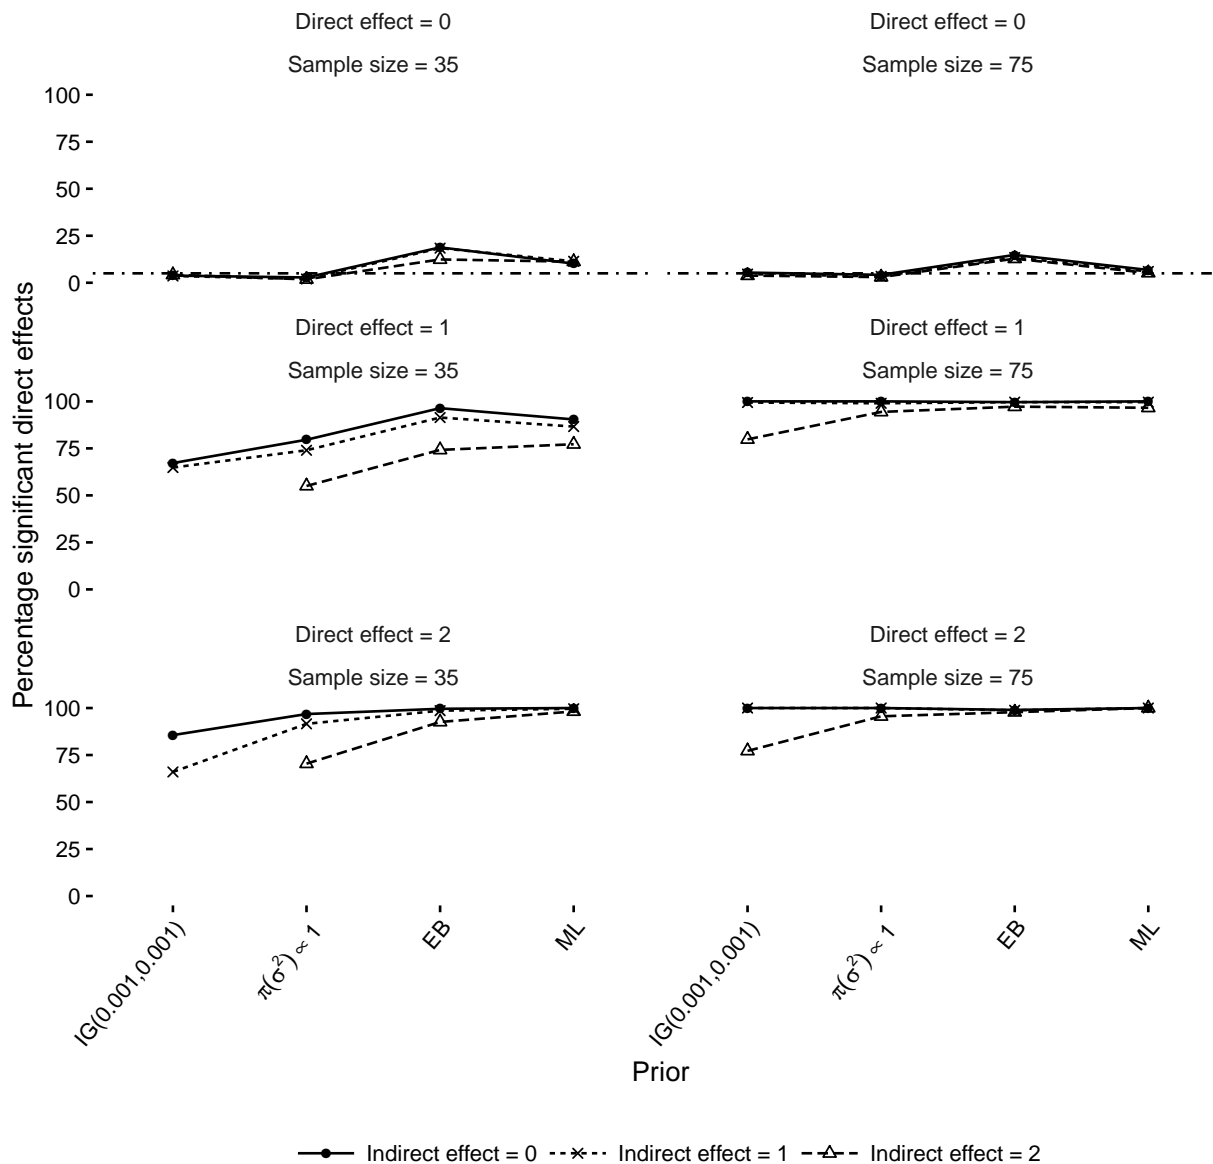 Direct effect = 0
Sample size = 35
Direct effect = 0
Sample size = 75
100
75
50
25
0
Direct effect = 1
Sample size = 35
Direct effect = 1
Sample size = 75
100
75
50
25
0
Direct effect = 2
Sample size = 35
Direct effect = 2
Sample size = 75
100
75
50
25
0
Percentage significant direct effects
IG(0.001,0.001)
π(σ²) ∝ 1
EB
ML
IG(0.001,0.001)
π(σ²) ∝ 1
EB
ML
Prior
Indirect effect = 0 Indirect effect = 1 Indirect effect = 2